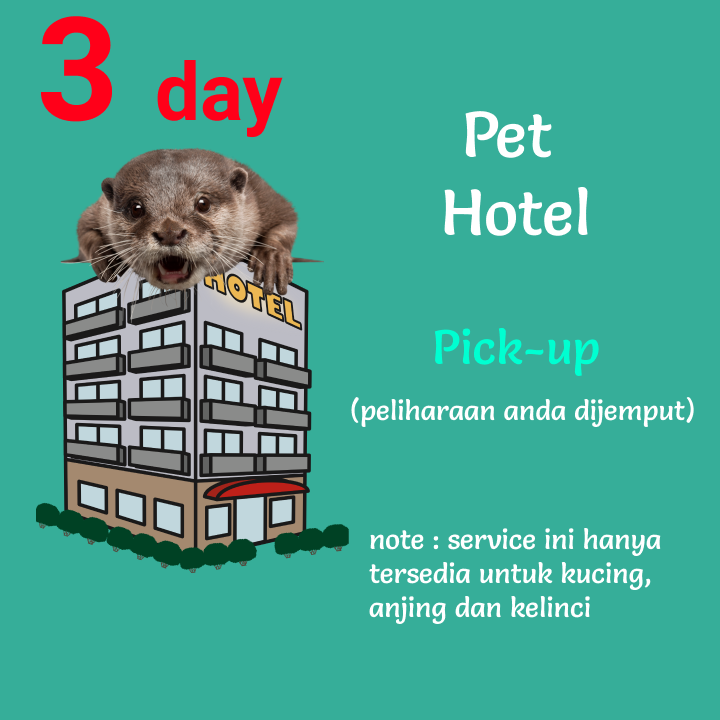 3 day
Pet
Hotel
HOTEL
Pick-up
(peliharaan anda dijemput)
note : service ini hanya
tersedia untuk kucing,
anjing dan kelinci